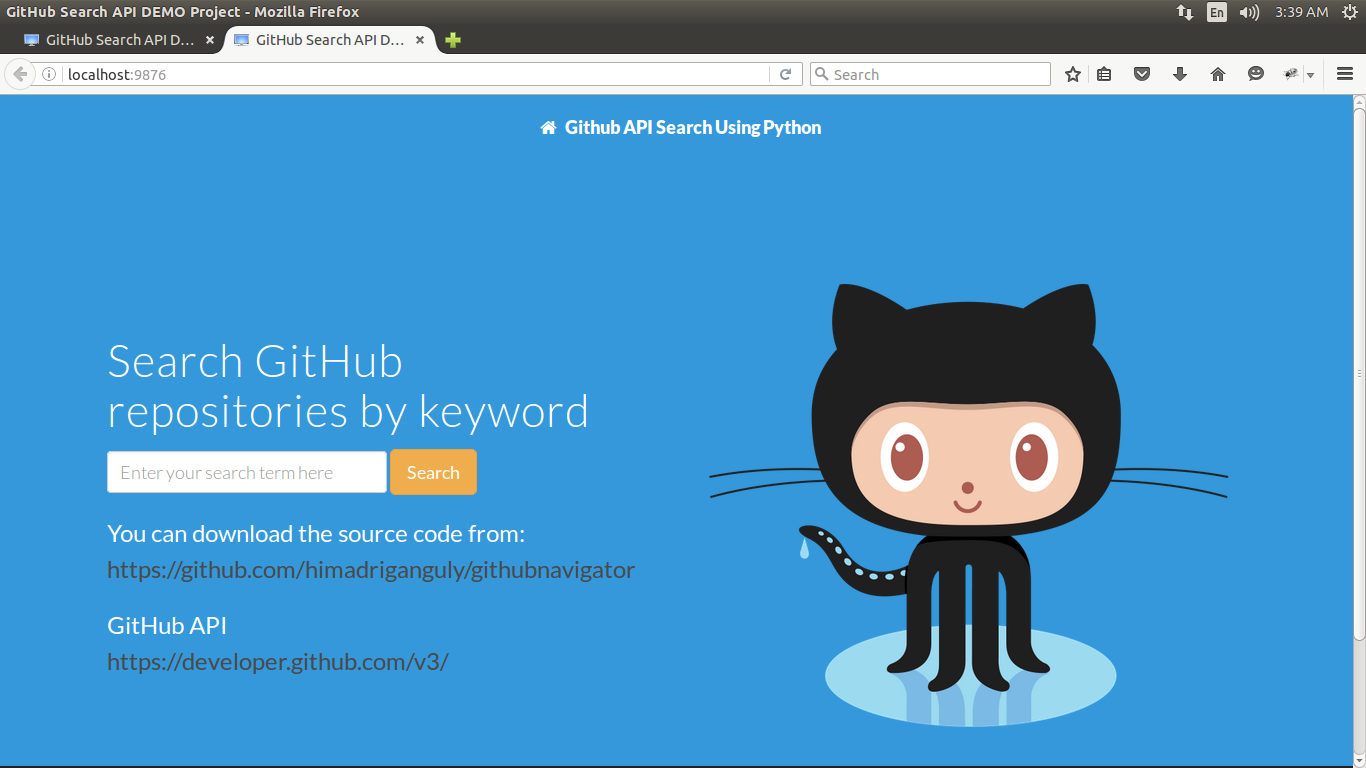 GitHub Search API DEMO Project - Mozilla Firefox
En
3:39 AM
GitHub Search API D...
GitHub Search API D...
localhost:9876
Search
Github API Search Using Python
Search GitHub
repositories by keyword
Enter your search term here
Search
You can download the source code from:
https://github.com/himadriganguly/githubnavigator
GitHub API
https://developer.github.com/v3/